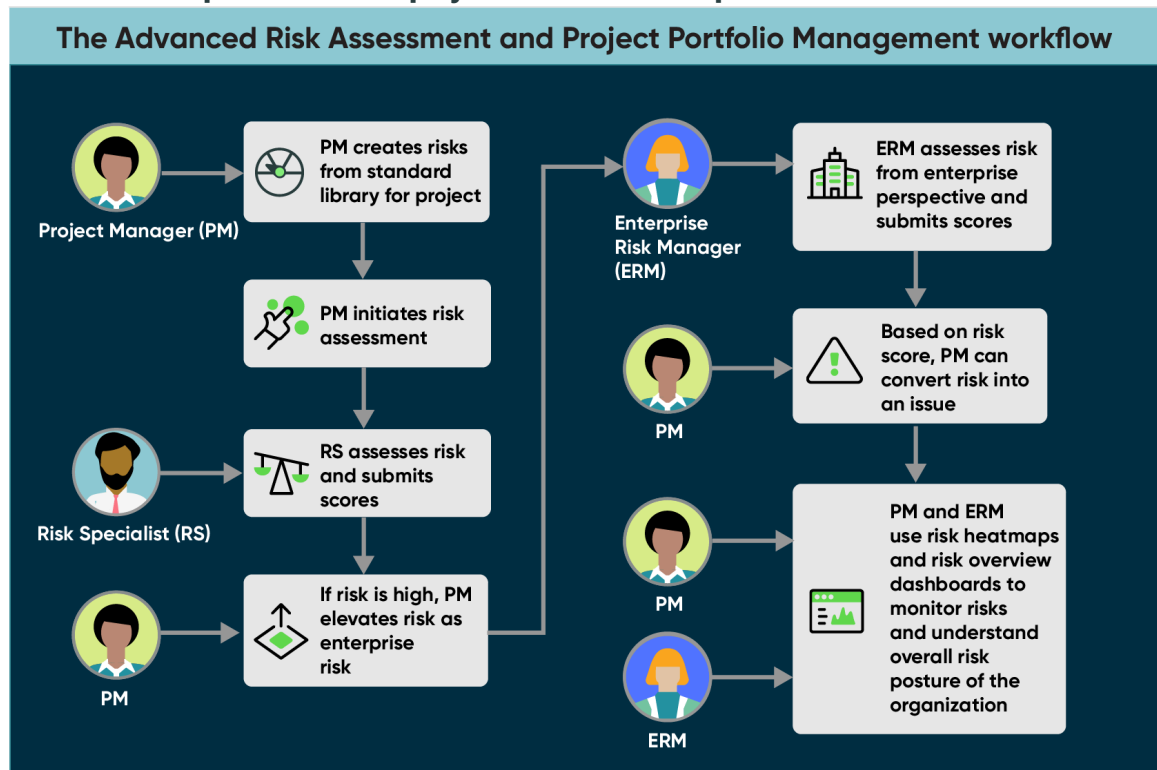 The Advanced Risk Assessment and Project Portfolio Management workflow
Project Manager (PM)
PM creates risks
from standard
library for project
PM initiates risk
assessment
Risk Specialist (RS)
RS assesses risk
and submits
scores
PM
If risk is high, PM
elevates risk as
enterprise
risk
Enterprise
Risk Manager
(ERM)
ERM assesses risk
from enterprise
perspective and
submits scores
PM
Based on risk
score, PM can
convert risk into
an issue
PM
ERM
PM and ERM
use risk heatmaps
and risk overview
dashboards to
monitor risks
and understand
overall risk
posture of the
organization